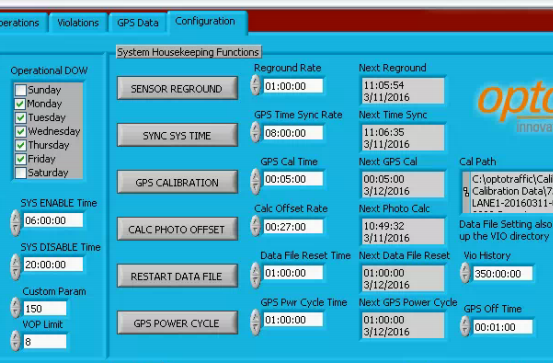 perations
Violations
GPS Data
Configuration
System Housekeeping Functions
Operational DOW
Sunday
Monday
Tuesday
Wednesday
Thursday
Friday
Saturday
SYS ENABLE Time
06:00:00
SYS DISABLE Time
20:00:00
Custom Param
150
VOP Limit
8
SENSOR REGROUND
Reground Rate
01:00:00
Next Reground
11:05:54
3/11/2016
SYNC SYS TIME
GPS Time Sync Rate
08:00:00
Next Time Sync
11:06:35
3/11/2016
GPS CALIBRATION
GPS Cal Time
00:05:00
Next GPS Cal
00:05:00
3/12/2016
CALC PHOTO OFFSET
Calc Offset Rate
00:27:00
Next Photo Calc
10:49:32
3/11/2016
RESTART DATA FILE
Data File Reset Time
01:00:00
Next Data File Reset
01:00:00
3/12/2016
GPS POWER CYCLE
GPS Pwr Cycle Time
01:00:00
Next GPS Power Cycle
01:00:00
3/12/2016
opto
innova
Cal Path
C:\optotraffic\Cali
Calibration Data\7
LANE1-20160311-
Data File Setting also
up the VIO directory
Vio History
350:00:00
GPS Off Time
00:01:00